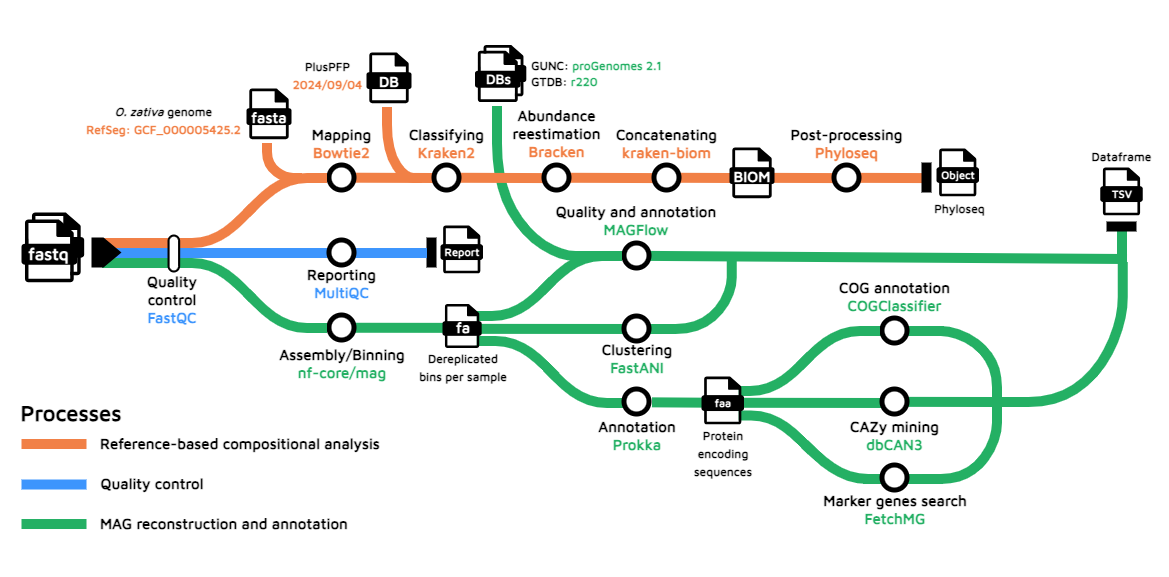 PlusPFP
2024/09/04
DB
DBs
GUNC: proGenomes 2.1
GTDB: r220
O. zativa genome
RefSeg: GCF_000005425.2
fasta
Mapping
Bowtie2
Classifying
Kraken2
Abundance
reestimation
Bracken
Concatenating
kraken-biom
BIOM
Post-processing
Phyloseq
Object
Phyloseq
Dataframe
TSV
fastq
Quality
control
FastQC
Reporting
MultiQC
Report
Quality and annotation
MAGFlow
Assembly/Binning
nf-core/mag
fa
Dereplicated
bins per sample
Clustering
FastANI
Annotation
Prokka
faa
Protein
encoding
sequences
COG annotation
COGClassifier
CAZy mining
dbCAN3
Marker genes search
FetchMG
Processes
Reference-based compositional analysis
Quality control
MAG reconstruction and annotation